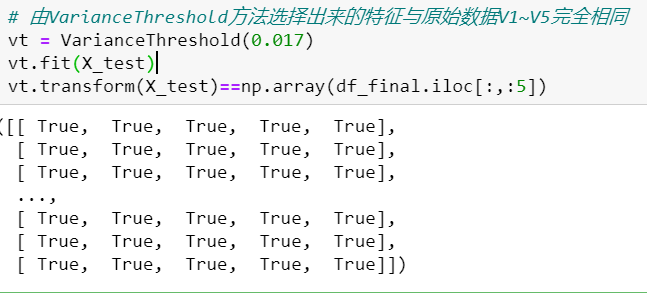 # 由VarianceThreshold方法选择出来的特征与原始数据V1~V5完全相同
vt = VarianceThreshold(0.017)
vt.fit(X_test)
vt.transform(X_test)==np.array(df_final.iloc[:,:5])
([[ True, True, True, True, True],
[ True, True, True, True, True],
[ True, True, True, True, True],
...,
[ True, True, True, True, True],
[ True, True, True, True, True],
[ True, True, True, True, True]])